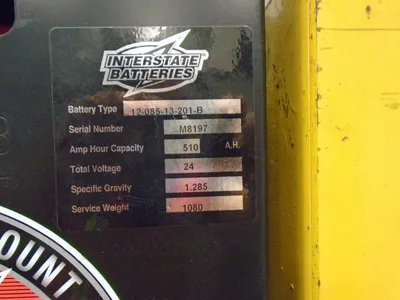 INTERSTATE
BATTERIES
Battery Type 12-085-13-201-B
Serial Number M8197
Amp Hour Capacity 510 A.H.
Total Voltage 24
Specific Gravity 1.285
Service Weight 1080
OUNT